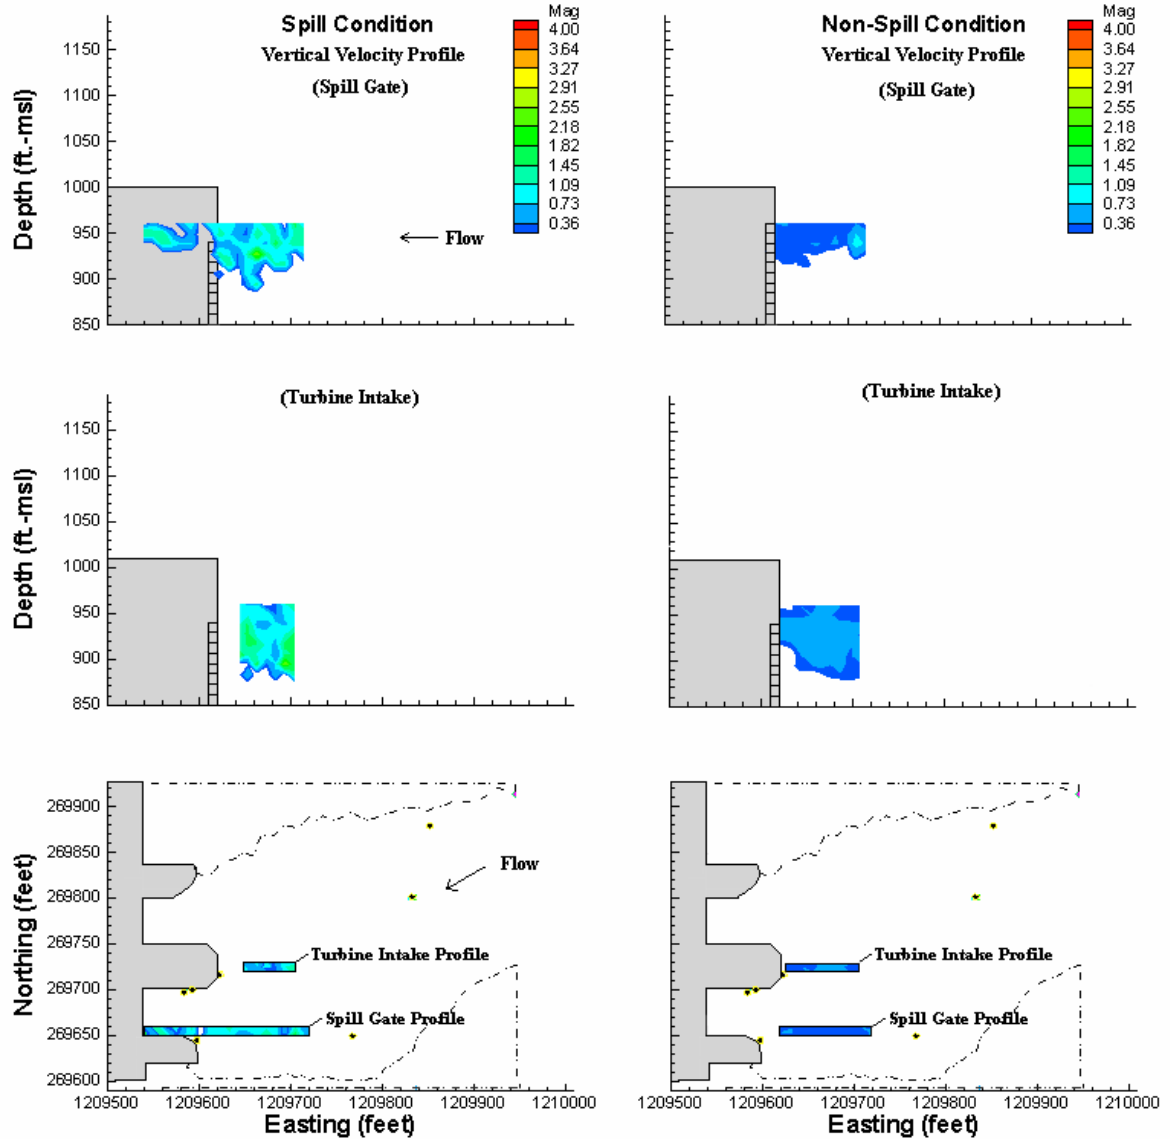 Spill Condition
Vertical Velocity Profile
(Spill Gate)
Mag
4.00
3.64
3.27
2.91
2.55
2.18
1.82
1.45
1.09
0.73
0.36
Depth (ft.-msl)
1150
1100
1050
1000
950
900
850
Flow
Non-Spill Condition
Vertical Velocity Profile
(Spill Gate)
Mag
4.00
3.64
3.27
2.91
2.55
2.18
1.82
1.45
1.09
0.73
0.36
Depth (ft.-msl)
1150
1100
1050
1000
950
900
850
(Turbine Intake)
(Turbine Intake)
Northing (feet)
269900
269850
269800
269750
269700
269650
269600
Flow
Turbine Intake Profile
Spill Gate Profile
1209500 1209600 1209700 1209800 1209900 1210000
Easting (feet)
Turbine Intake Profile
Spill Gate Profile
1209500 1209600 1209700 1209800 1209900 1210000
Easting (feet)